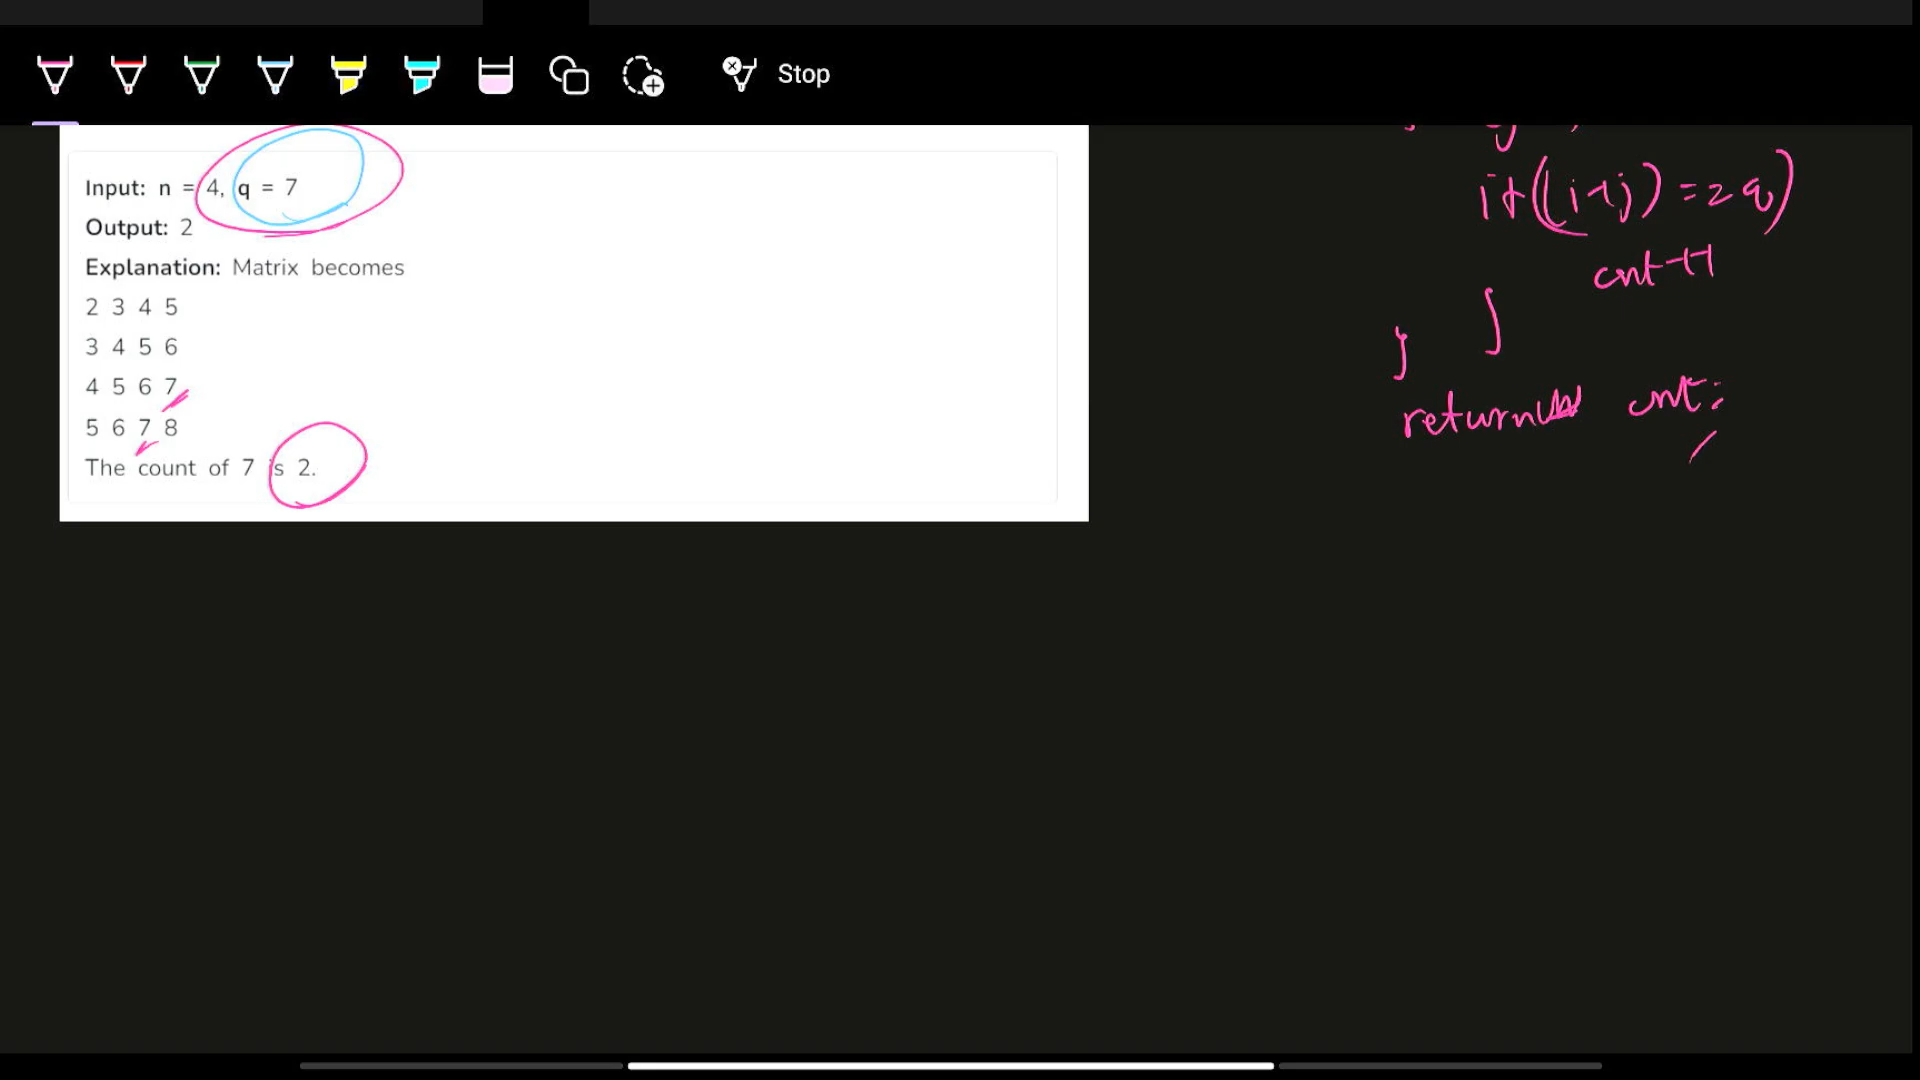 Stop
Input: n = 4, q = 7
Output: 2
Explanation: Matrix becomes
2 3 4 5
3 4 5 6
4 5 6 7
5 6 7 8
The count of 7 is 2.
if((i+j) == q)
cnt++
}
}
return cnt;